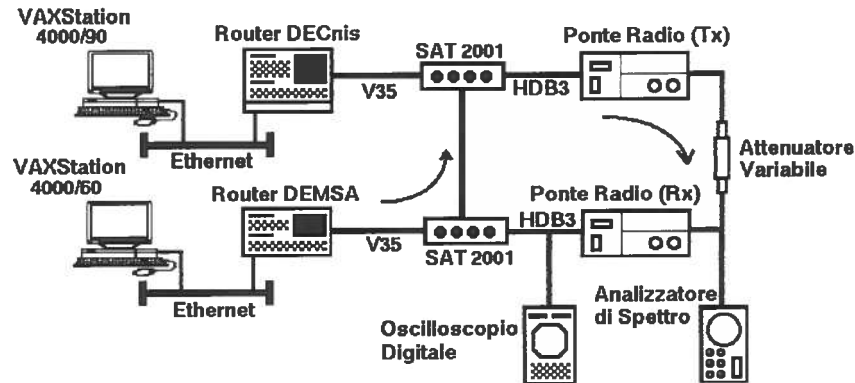 VAXStation
4000/90
Router DECnis
SAT 2001
Ponte Radio (Tx)
V35
HDB3
Ethernet
Attenuatore
Variabile
VAXStation
4000/60
Router DEMSA
HDB3
Ponte Radio (Rx)
V35
SAT 2001
Ethernet
Oscilloscopio
Digitale
Analizzatore
di Spettro